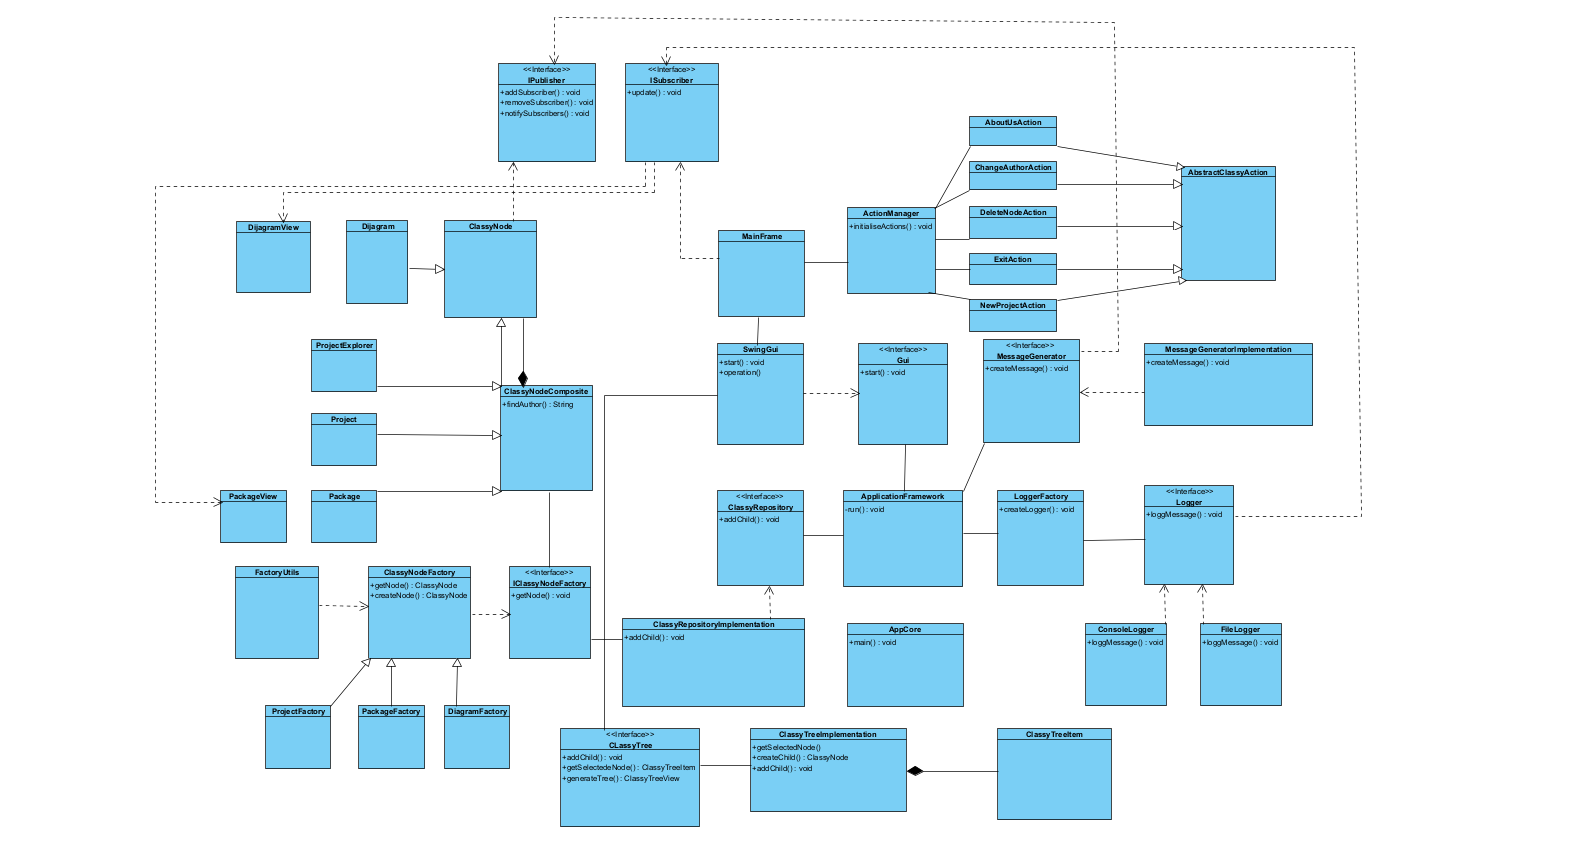 <<Interface>>
IPublisher
+addSubscriber() : void
+removeSubscriber() : void
+notifySubscribers() : void
<<Interface>>
ISubscriber
+update() : void
AboutUsAction
ChangeAuthorAction
AbstractClassyAction
DeleteNodeAction
ActionManager
+initialiseActions() : void
ExitAction
NewProjectAction
DijagramView
Dijagram
ClassyNode
MainFrame
ProjectExplorer
SwingGui
+start() : void
+operation()
<<Interface>>
Gui
+start() : void
<<Interface>>
MessageGenerator
+createMessage() : void
MessageGeneratorImplementation
+createMessage() : void
ClassyNodeComposite
+findAuthor() : String
Project
PackageView
Package
<<Interface>>
ClassyRepository
+addChild() : void
ApplicationFramework
-run() : void
LoggerFactory
+createLogger() : void
<<Interface>>
Logger
+loggMessage() : void
FactoryUtils
ClassyNodeFactory
+getNode() : ClassyNode
+createNode() : ClassyNode
<<Interface>>
IClassyNodeFactory
+getNode() : void
ClassyRepositoryImplementation
+addChild() : void
AppCore
+main() : void
ConsoleLogger
+loggMessage() : void
FileLogger
+loggMessage() : void
ProjectFactory
PackageFactory
DiagramFactory
<<Interface>>
CLassyTree
+addChild() : void
+getSelectedeNode() : ClassyTreeItem
+generateTree() : ClassyTreeView
ClassyTreeImplementation
+getSelectedNode()
+createChild() : ClassyNode
+addChild() : void
ClassyTreeItem